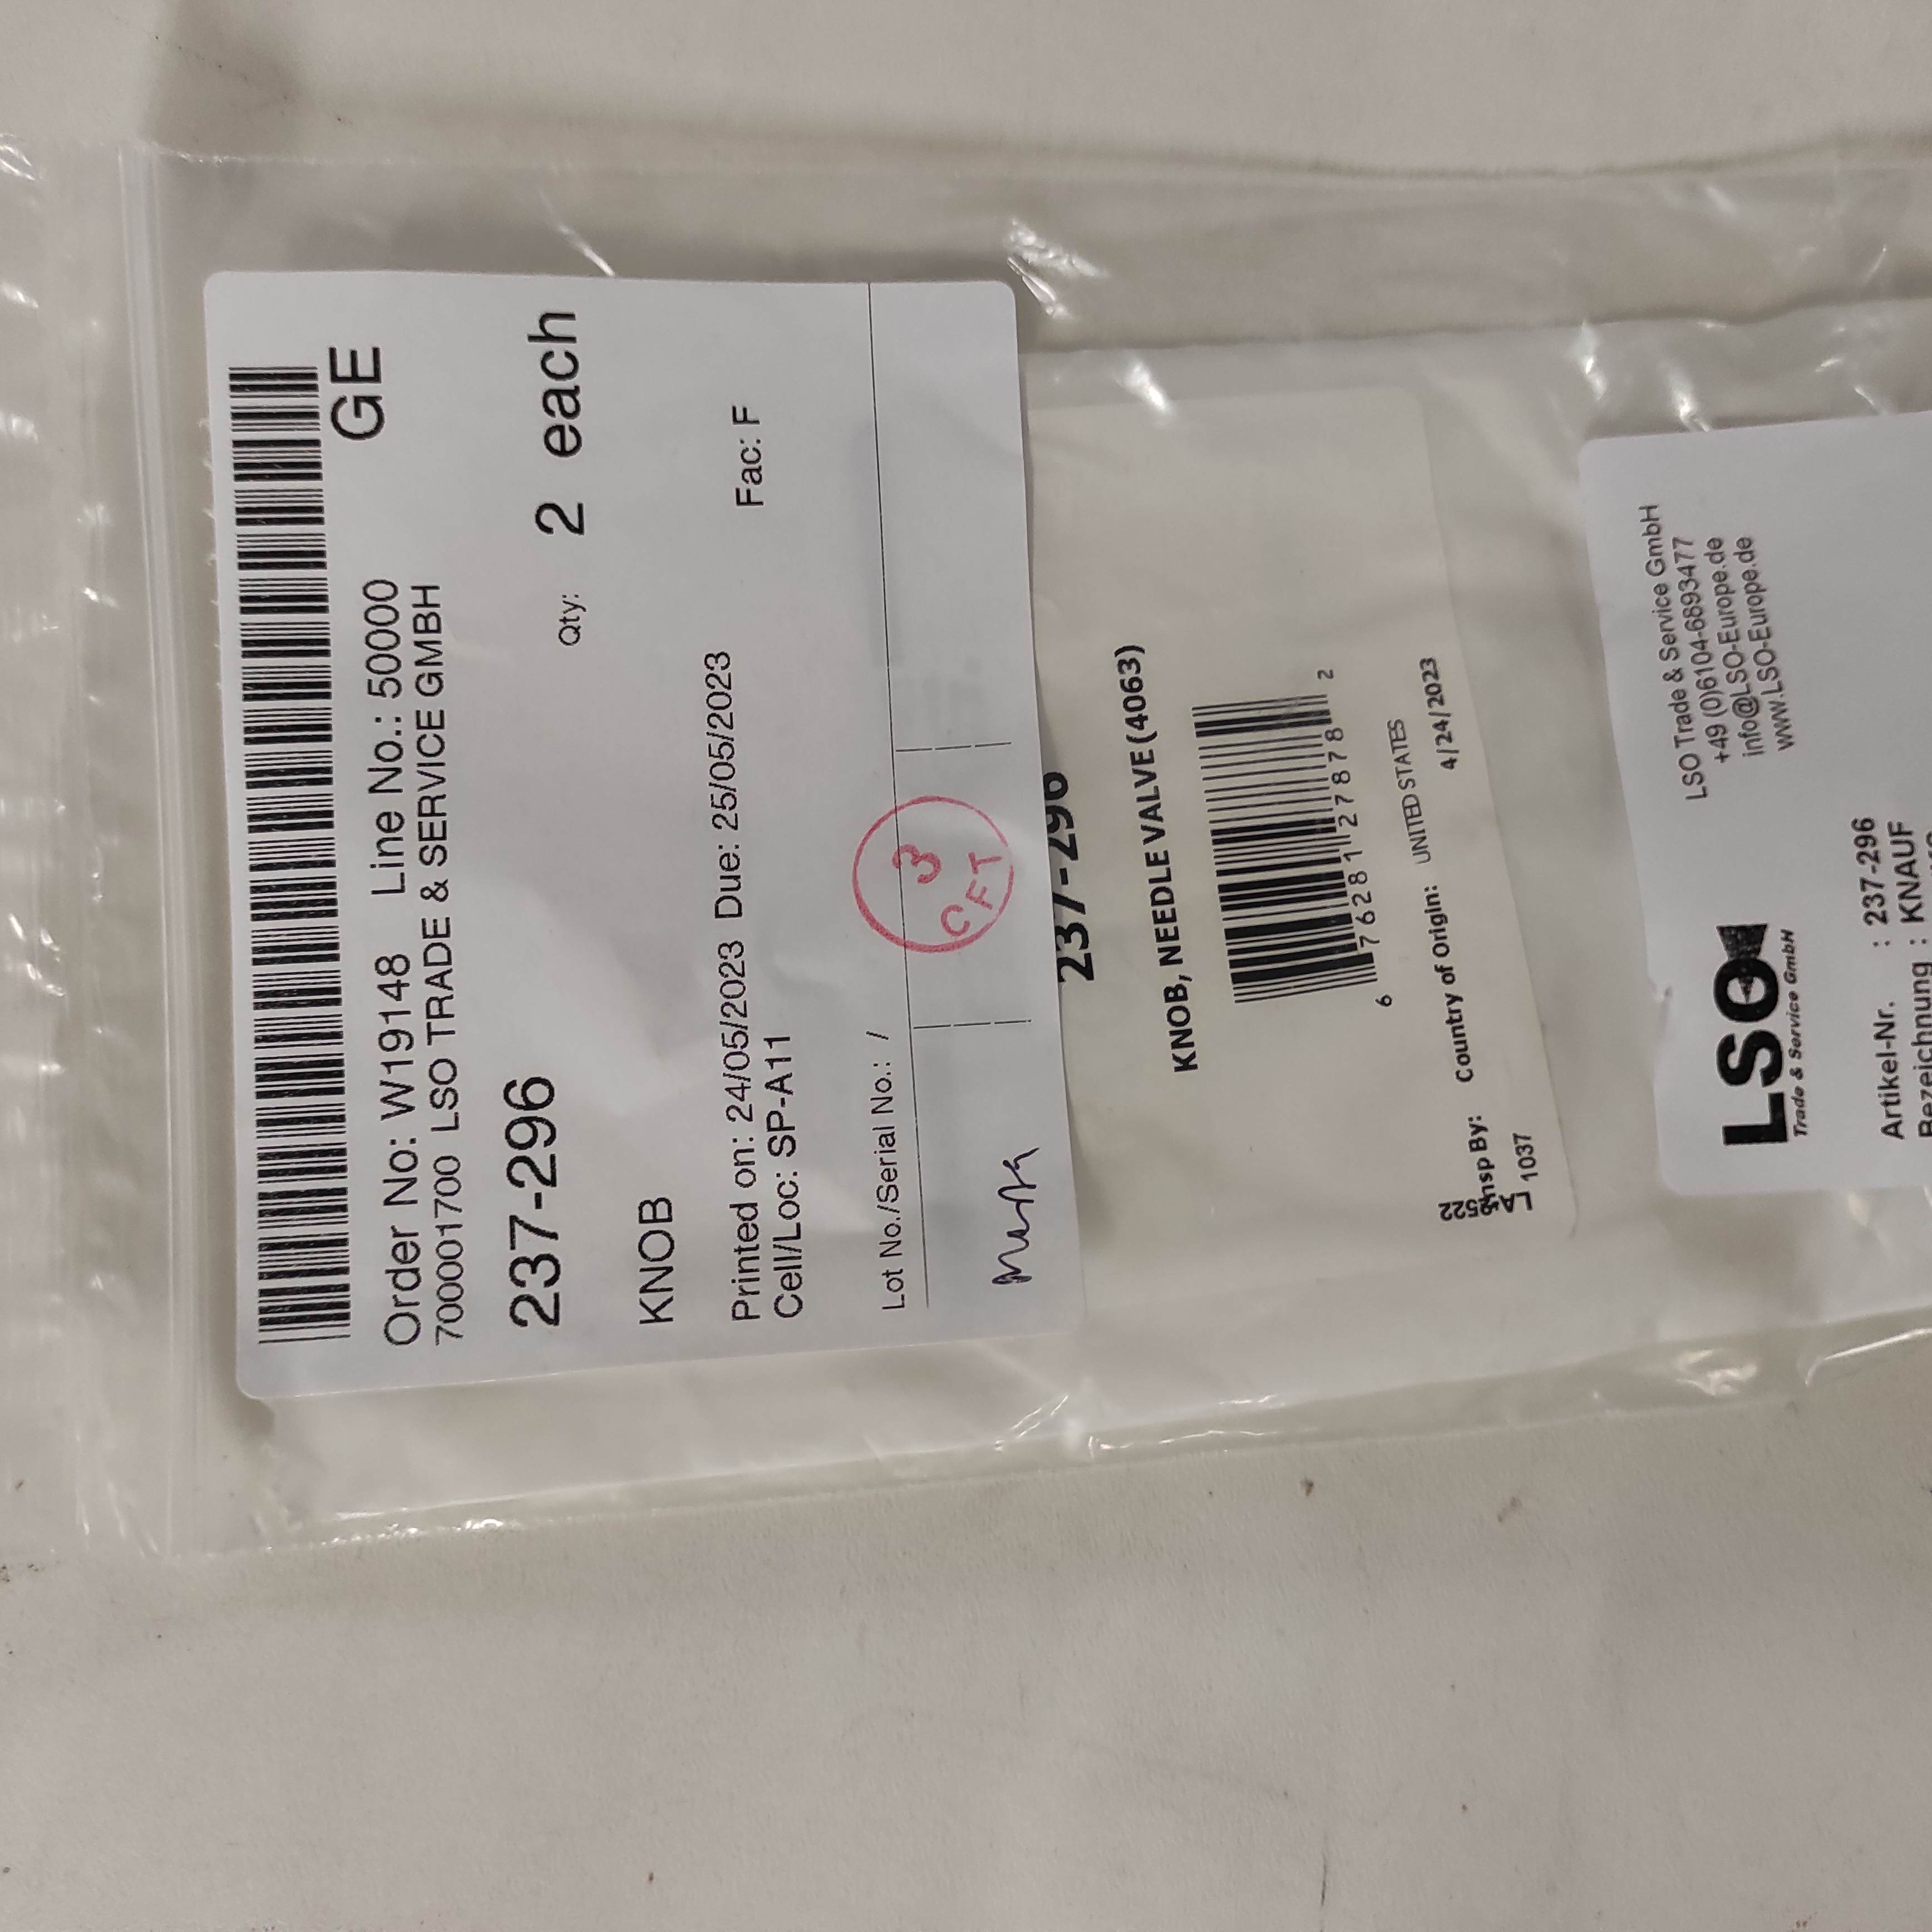 GE
Order No: W19148 Line No.: 50000
700001700 LSO TRADE & SERVICE GMBH
237-296 Qty: 2 each
KNOB
Printed on: 24/05/2023 Due: 25/05/2023 Fac: F
Cell/Loc: SP-A11
Lot No./Serial No.: /
3
CFT
237-296
KNOB, NEEDLE VALVE (4063)
6 76281 27878 2
Country of Origin: UNITED STATES
Insp By: 4/24/2023
1037
LSO Trade & Service GmbH
+49 (0)6104-6893477
info@LSO-Europe.de
www.LSO-Europe.de
LSO
Trade & Service GmbH
Artikel-Nr. : 237-296
Bezeichnung : KNAUF